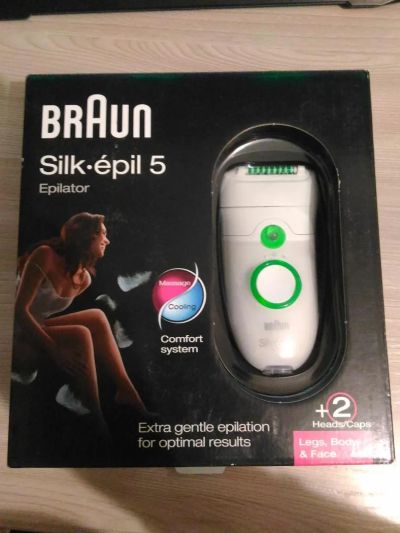 BRAUN
Silk·épil 5
Epilator
Massage
Cooling
Comfort
system
BRAUN
Extra gentle epilation
for optimal results
+2
Heads/Caps
Legs, Body
& Face